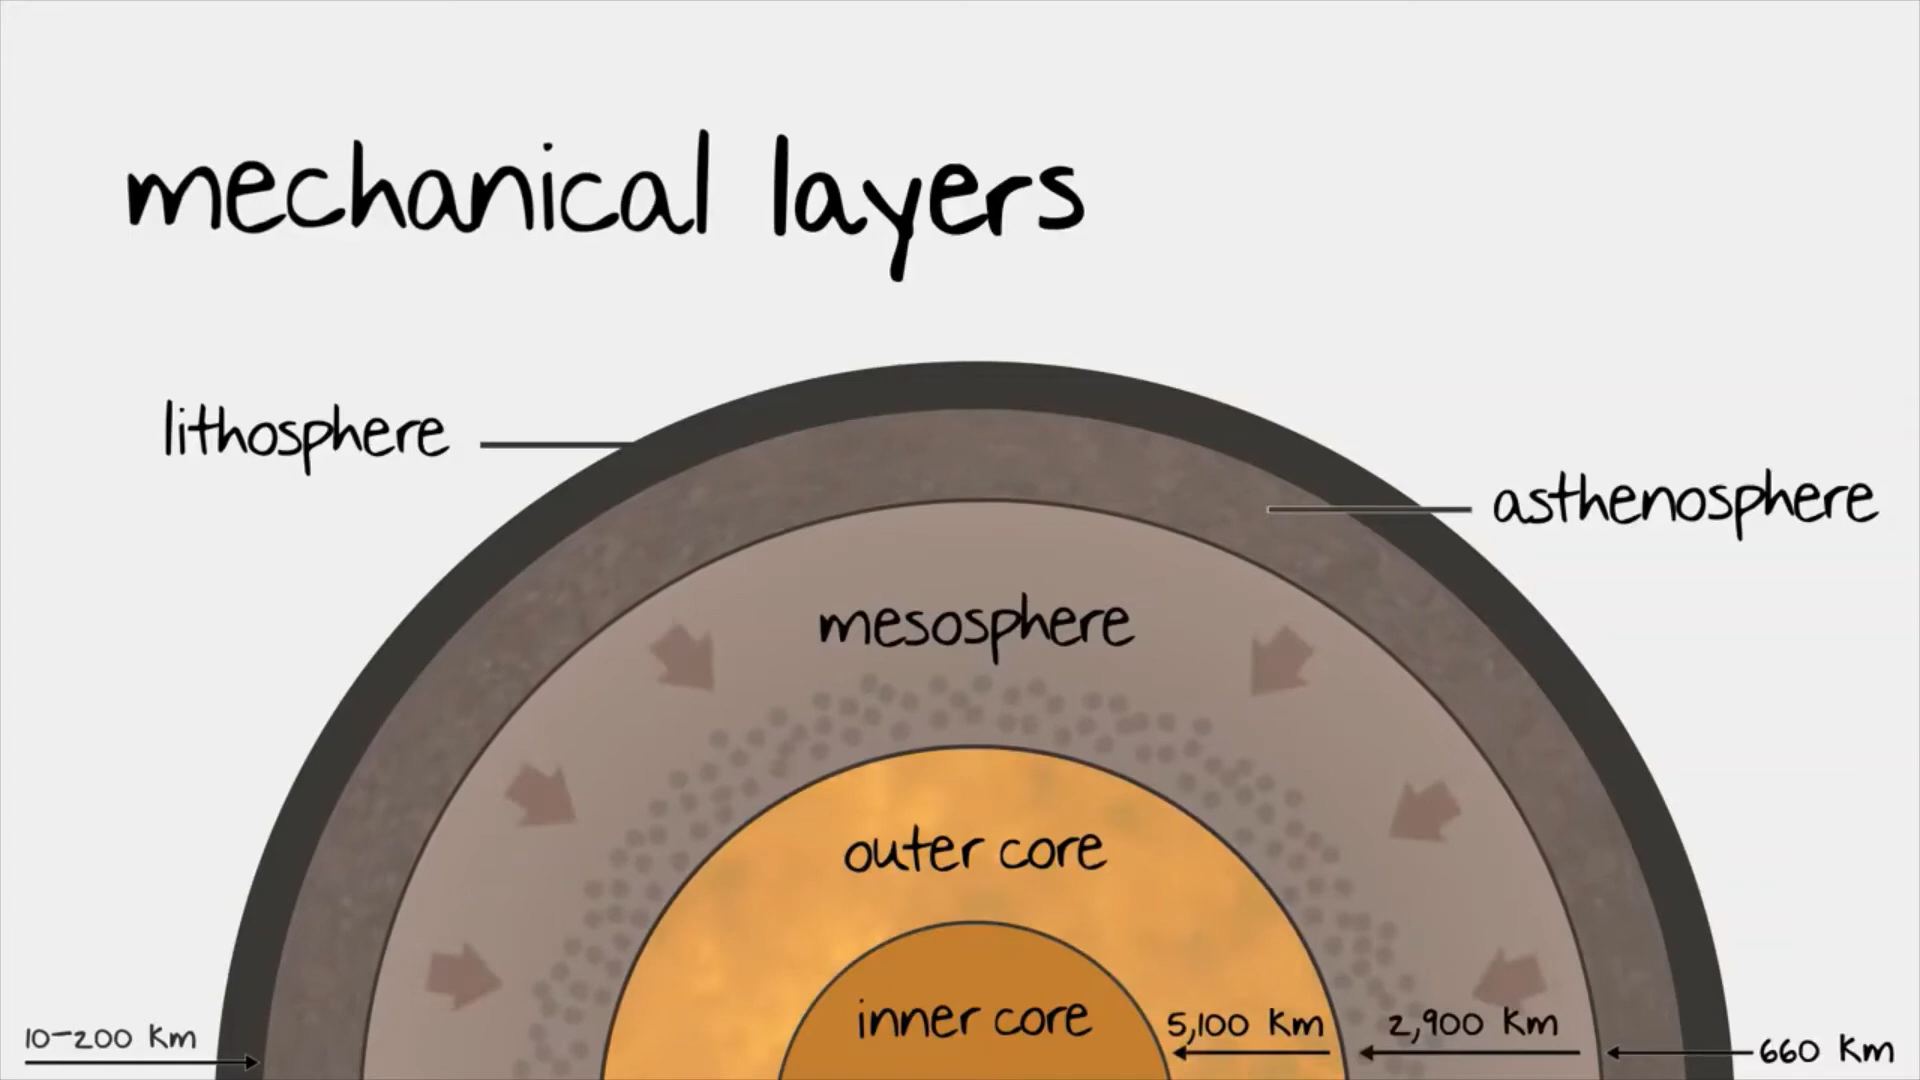 mechanical layers
lithosphere
asthenosphere
mesosphere
outer core
inner core
10-200 Km
5,100 Km
2,900 Km
660 Km